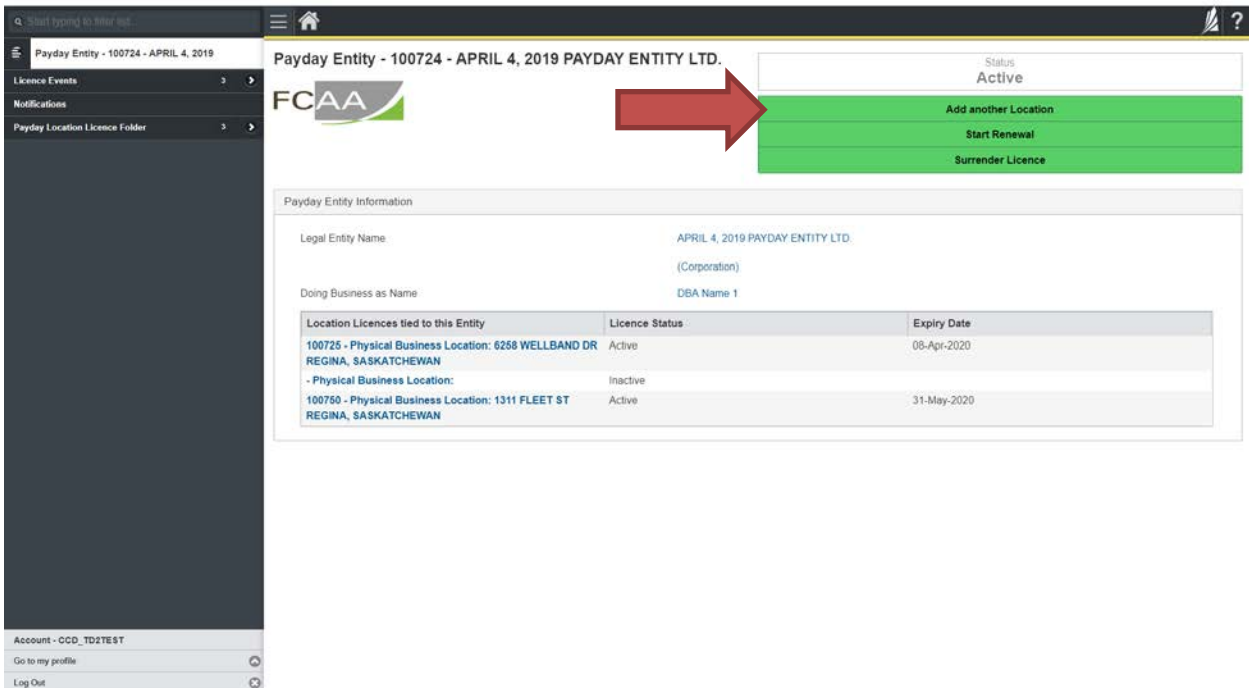 Start typing to filter list...
Payday Entity - 100724 - APRIL 4, 2019
Licence Events 3
Notifications
Payday Location Licence Folder 3
Account - CCD_TD2TEST
Go to my profile
Log Out
?
Payday Entity - 100724 - APRIL 4, 2019 PAYDAY ENTITY LTD.
FCAA
Status
Active
Add another Location
Start Renewal
Surrender Licence
Payday Entity Information
Legal Entity Name APRIL 4, 2019 PAYDAY ENTITY LTD
(Corporation)
Doing Business as Name DBA Name 1
Location Licences tied to this Entity Licence Status Expiry Date
100725 - Physical Business Location: 6258 WELLBAND DR Active 08-Apr-2020
REGINA, SASKATCHEWAN
- Physical Business Location: Inactive
100750 - Physical Business Location: 1311 FLEET ST Active 31-May-2020
REGINA, SASKATCHEWAN